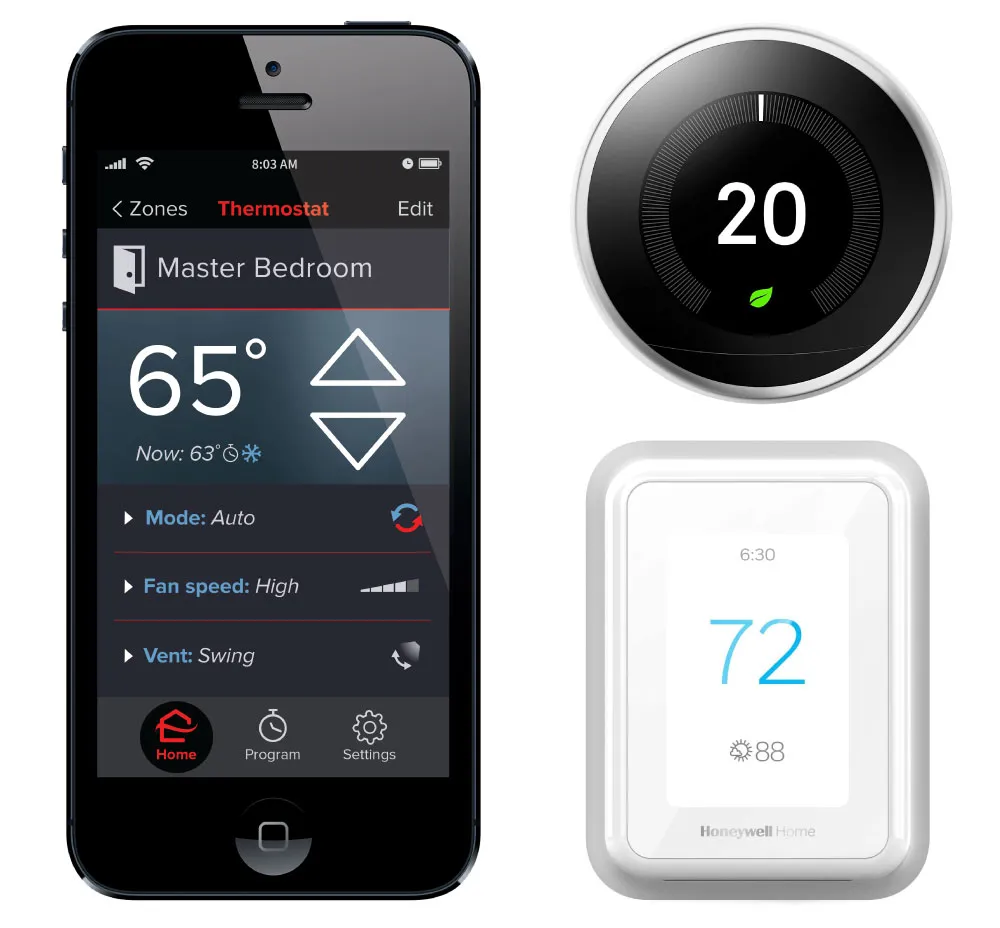 8:03 AM
Zones Thermostat Edit
Master Bedroom
65°
Now: 63°
Mode: Auto
Fan speed: High
Vent: Swing
Home Program Settings
20
6:30
72
88
Honeywell Home